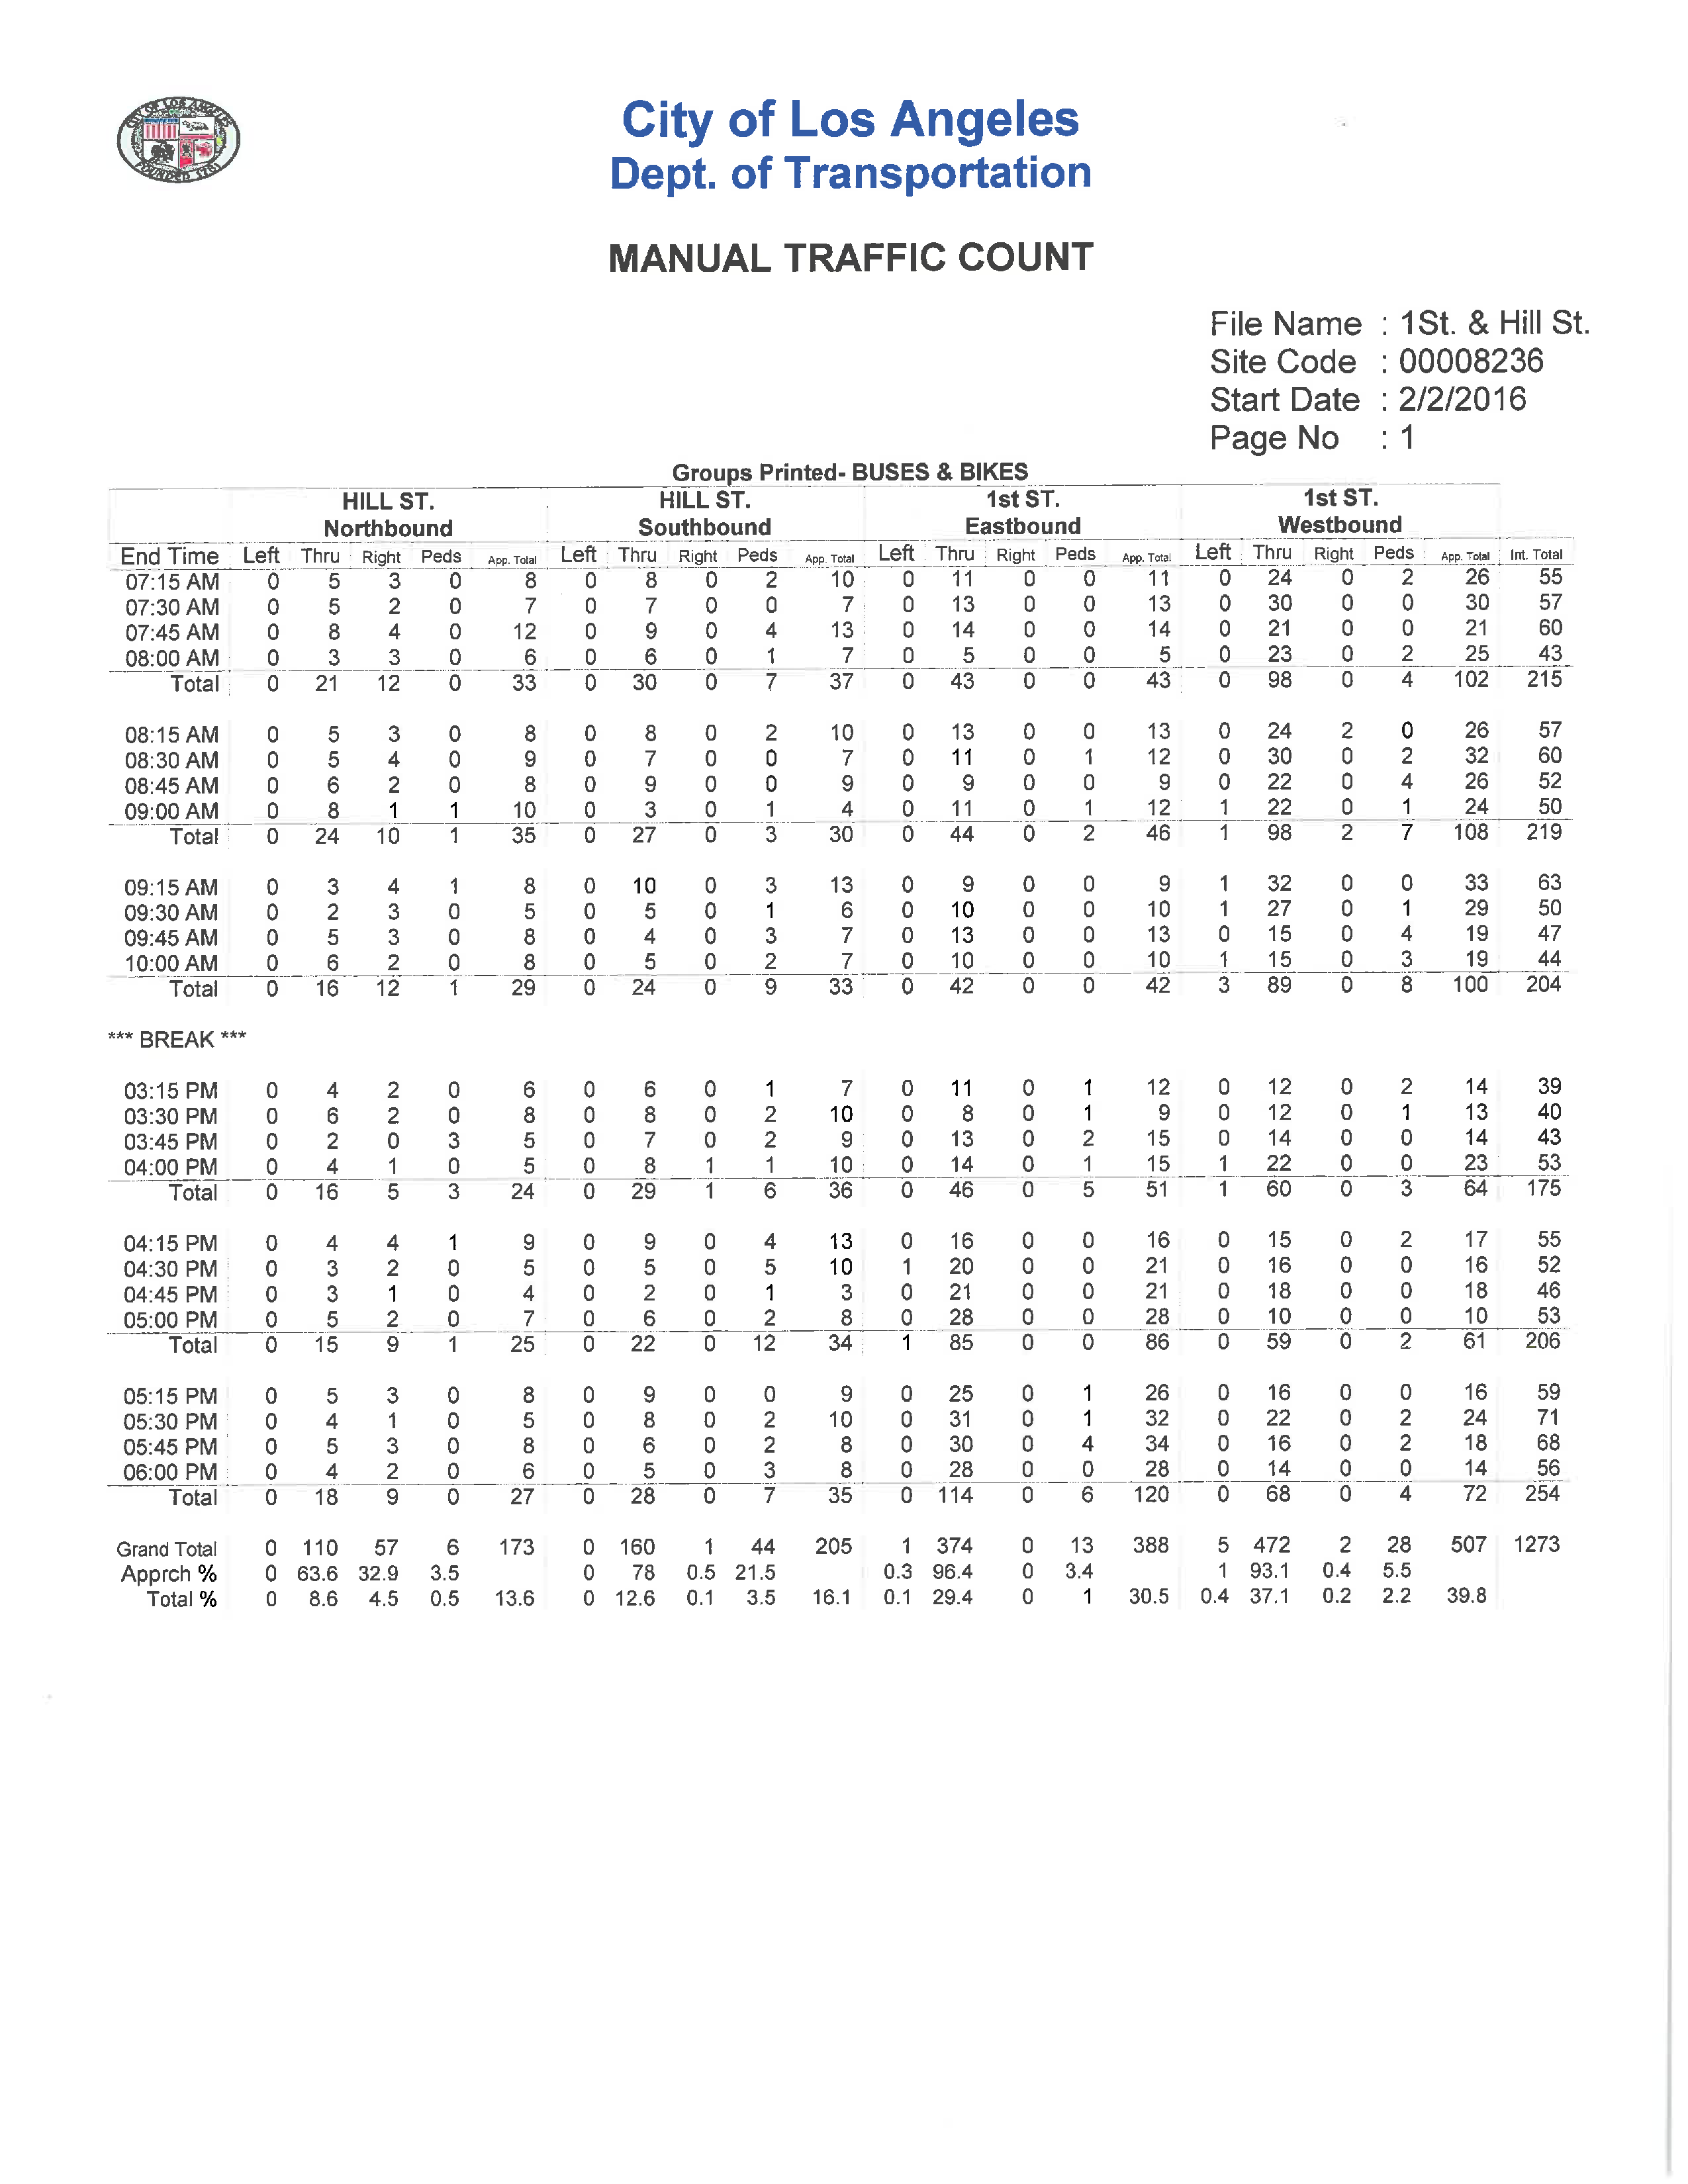 CITY OF LOS ANGELES
FOUNDED 1781
City of Los Angeles
Dept. of Transportation
MANUAL TRAFFIC COUNT
File Name : 1St. & Hill St.
Site Code : 00008236
Start Date : 2/2/2016
Page No : 1
Groups Printed- BUSES & BIKES
HILL ST. HILL ST. 1st ST. 1st ST.
Northbound Southbound Eastbound Westbound
End Time Left Thru Right Peds App. Total Left Thru Right Peds App. Total Left Thru Right Peds App. Total Left Thru Right Peds App. Total Int. Total
07:15 AM 0 5 3 0 8 0 8 0 2 10 0 11 0 0 11 0 24 0 2 26 55
07:30 AM 0 5 2 0 7 0 7 0 0 7 0 13 0 0 13 0 30 0 0 30 57
07:45 AM 0 8 4 0 12 0 9 0 4 13 0 14 0 0 14 0 21 0 0 21 60
08:00 AM 0 3 3 0 6 0 6 0 1 7 0 5 0 0 5 0 23 0 2 25 43
Total 0 21 12 0 33 0 30 0 7 37 0 43 0 0 43 0 98 0 4 102 215
08:15 AM 0 5 3 0 8 0 8 0 2 10 0 13 0 0 13 0 24 2 0 26 57
08:30 AM 0 5 4 0 9 0 7 0 0 7 0 11 0 1 12 0 30 0 2 32 60
08:45 AM 0 6 2 0 8 0 9 0 0 9 0 9 0 0 9 0 22 0 4 26 52
09:00 AM 0 8 1 1 10 0 3 0 1 4 0 11 0 1 12 1 22 0 1 24 50
Total 0 24 10 1 35 0 27 0 3 30 0 44 0 2 46 1 98 2 7 108 219
09:15 AM 0 3 4 1 8 0 10 0 3 13 0 9 0 0 9 1 32 0 0 33 63
09:30 AM 0 2 3 0 5 0 5 0 1 6 0 10 0 0 10 1 27 0 1 29 50
09:45 AM 0 5 3 0 8 0 4 0 3 7 0 13 0 0 13 0 15 0 4 19 47
10:00 AM 0 6 2 0 8 0 5 0 2 7 0 10 0 0 10 1 15 0 3 19 44
Total 0 16 12 1 29 0 24 0 9 33 0 42 0 0 42 3 89 0 8 100 204
*** BREAK ***
03:15 PM 0 4 2 0 6 0 6 0 1 7 0 11 0 1 12 0 12 0 2 14 39
03:30 PM 0 6 2 0 8 0 8 0 2 10 0 8 0 1 9 0 12 0 1 13 40
03:45 PM 0 2 0 3 5 0 7 0 2 9 0 13 0 2 15 0 14 0 0 14 43
04:00 PM 0 4 1 0 5 0 8 1 1 10 0 14 0 1 15 1 22 0 0 23 53
Total 0 16 5 3 24 0 29 1 6 36 0 46 0 5 51 1 60 0 3 64 175
04:15 PM 0 4 4 1 9 0 9 0 4 13 0 16 0 0 16 0 15 0 2 17 55
04:30 PM 0 3 2 0 5 0 5 0 5 10 1 20 0 0 21 0 16 0 0 16 52
04:45 PM 0 3 1 0 4 0 2 0 1 3 0 21 0 0 21 0 18 0 0 18 46
05:00 PM 0 5 2 0 7 0 6 0 2 8 0 28 0 0 28 0 10 0 0 10 53
Total 0 15 9 1 25 0 22 0 12 34 1 85 0 0 86 0 59 0 2 61 206
05:15 PM 0 5 3 0 8 0 9 0 0 9 0 25 0 1 26 0 16 0 0 16 59
05:30 PM 0 4 1 0 5 0 8 0 2 10 0 31 0 1 32 0 22 0 2 24 71
05:45 PM 0 5 3 0 8 0 6 0 2 8 0 30 0 4 34 0 16 0 2 18 68
06:00 PM 0 4 2 0 6 0 5 0 3 8 0 28 0 0 28 0 14 0 0 14 56
Total 0 18 9 0 27 0 28 0 7 35 0 114 0 6 120 0 68 0 4 72 254
Grand Total 0 110 57 6 173 0 160 1 44 205 1 374 0 13 388 5 472 2 28 507 1273
Apprch % 0 63.6 32.9 3.5 0 78 0.5 21.5 0.3 96.4 0 3.4 1 93.1 0.4 5.5
Total % 0 8.6 4.5 0.5 13.6 0 12.6 0.1 3.5 16.1 0.1 29.4 0 1 30.5 0.4 37.1 0.2 2.2 39.8